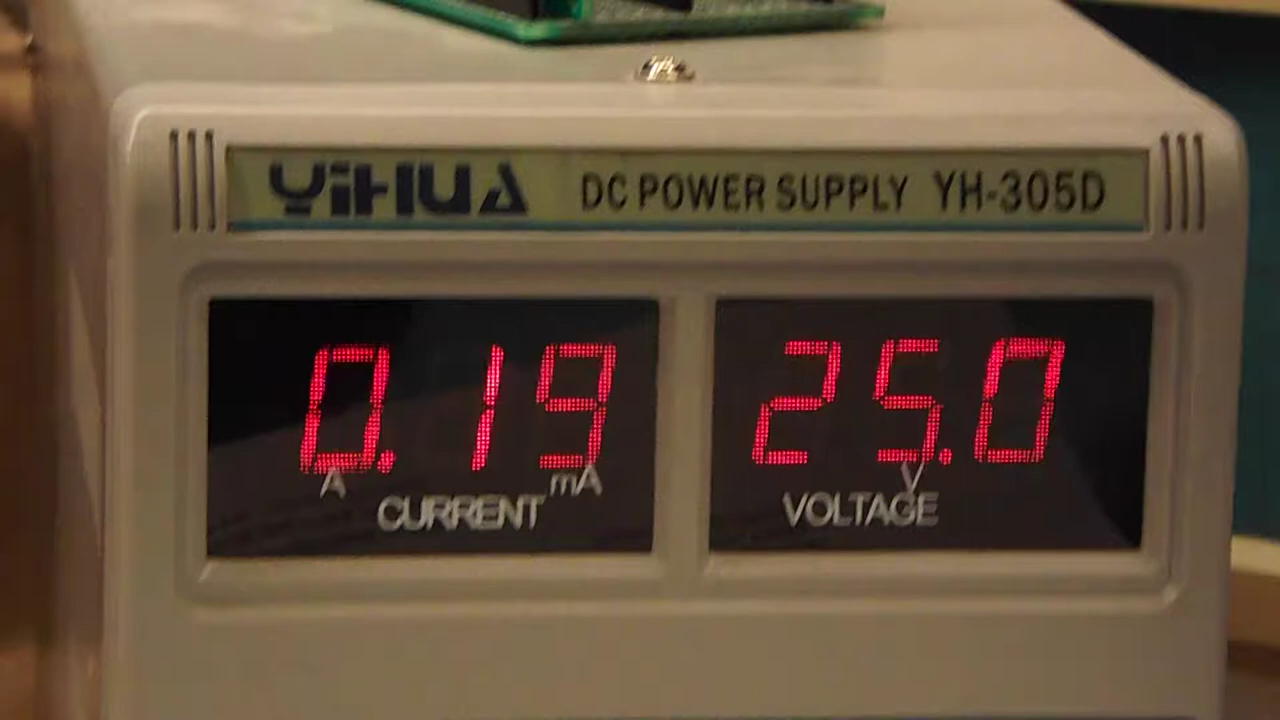 YIHUA DC POWER SUPPLY YH-305D
0.19 25.0
A mA V
CURRENT VOLTAGE